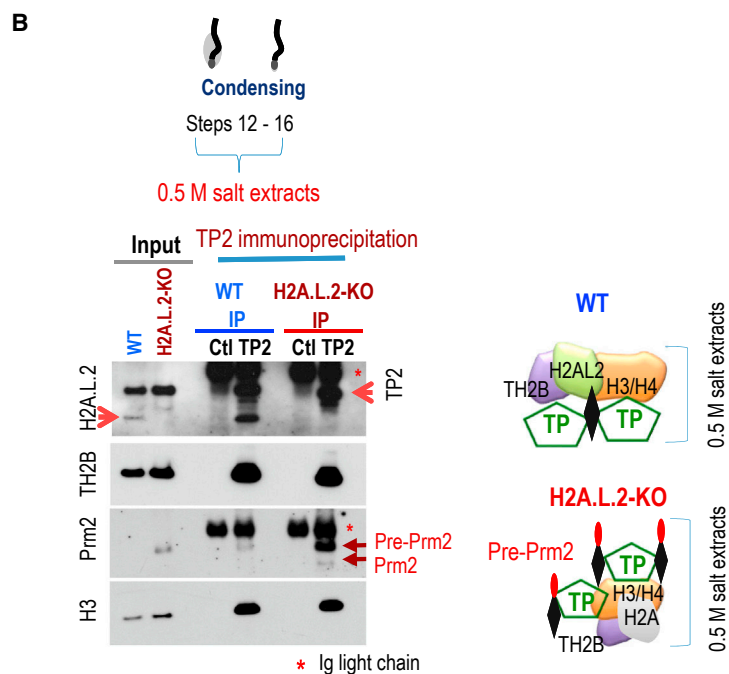 B
Condensing
Steps 12 - 16
0.5 M salt extracts
Input
TP2 immunoprecipitation
WT
H2A.L.2-KO
WT
IP
H2A.L.2-KO
IP
Ctl TP2
Ctl TP2
H2A.L.2
*
TP2
TH2B
Prm2
*
Pre-Prm2
Prm2
H3
* Ig light chain
WT
H2AL2
TH2B
H3/H4
TP
TP
0.5 M salt extracts
H2A.L.2-KO
Pre-Prm2
TP
TP
H3/H4
H2A
TH2B
0.5 M salt extracts